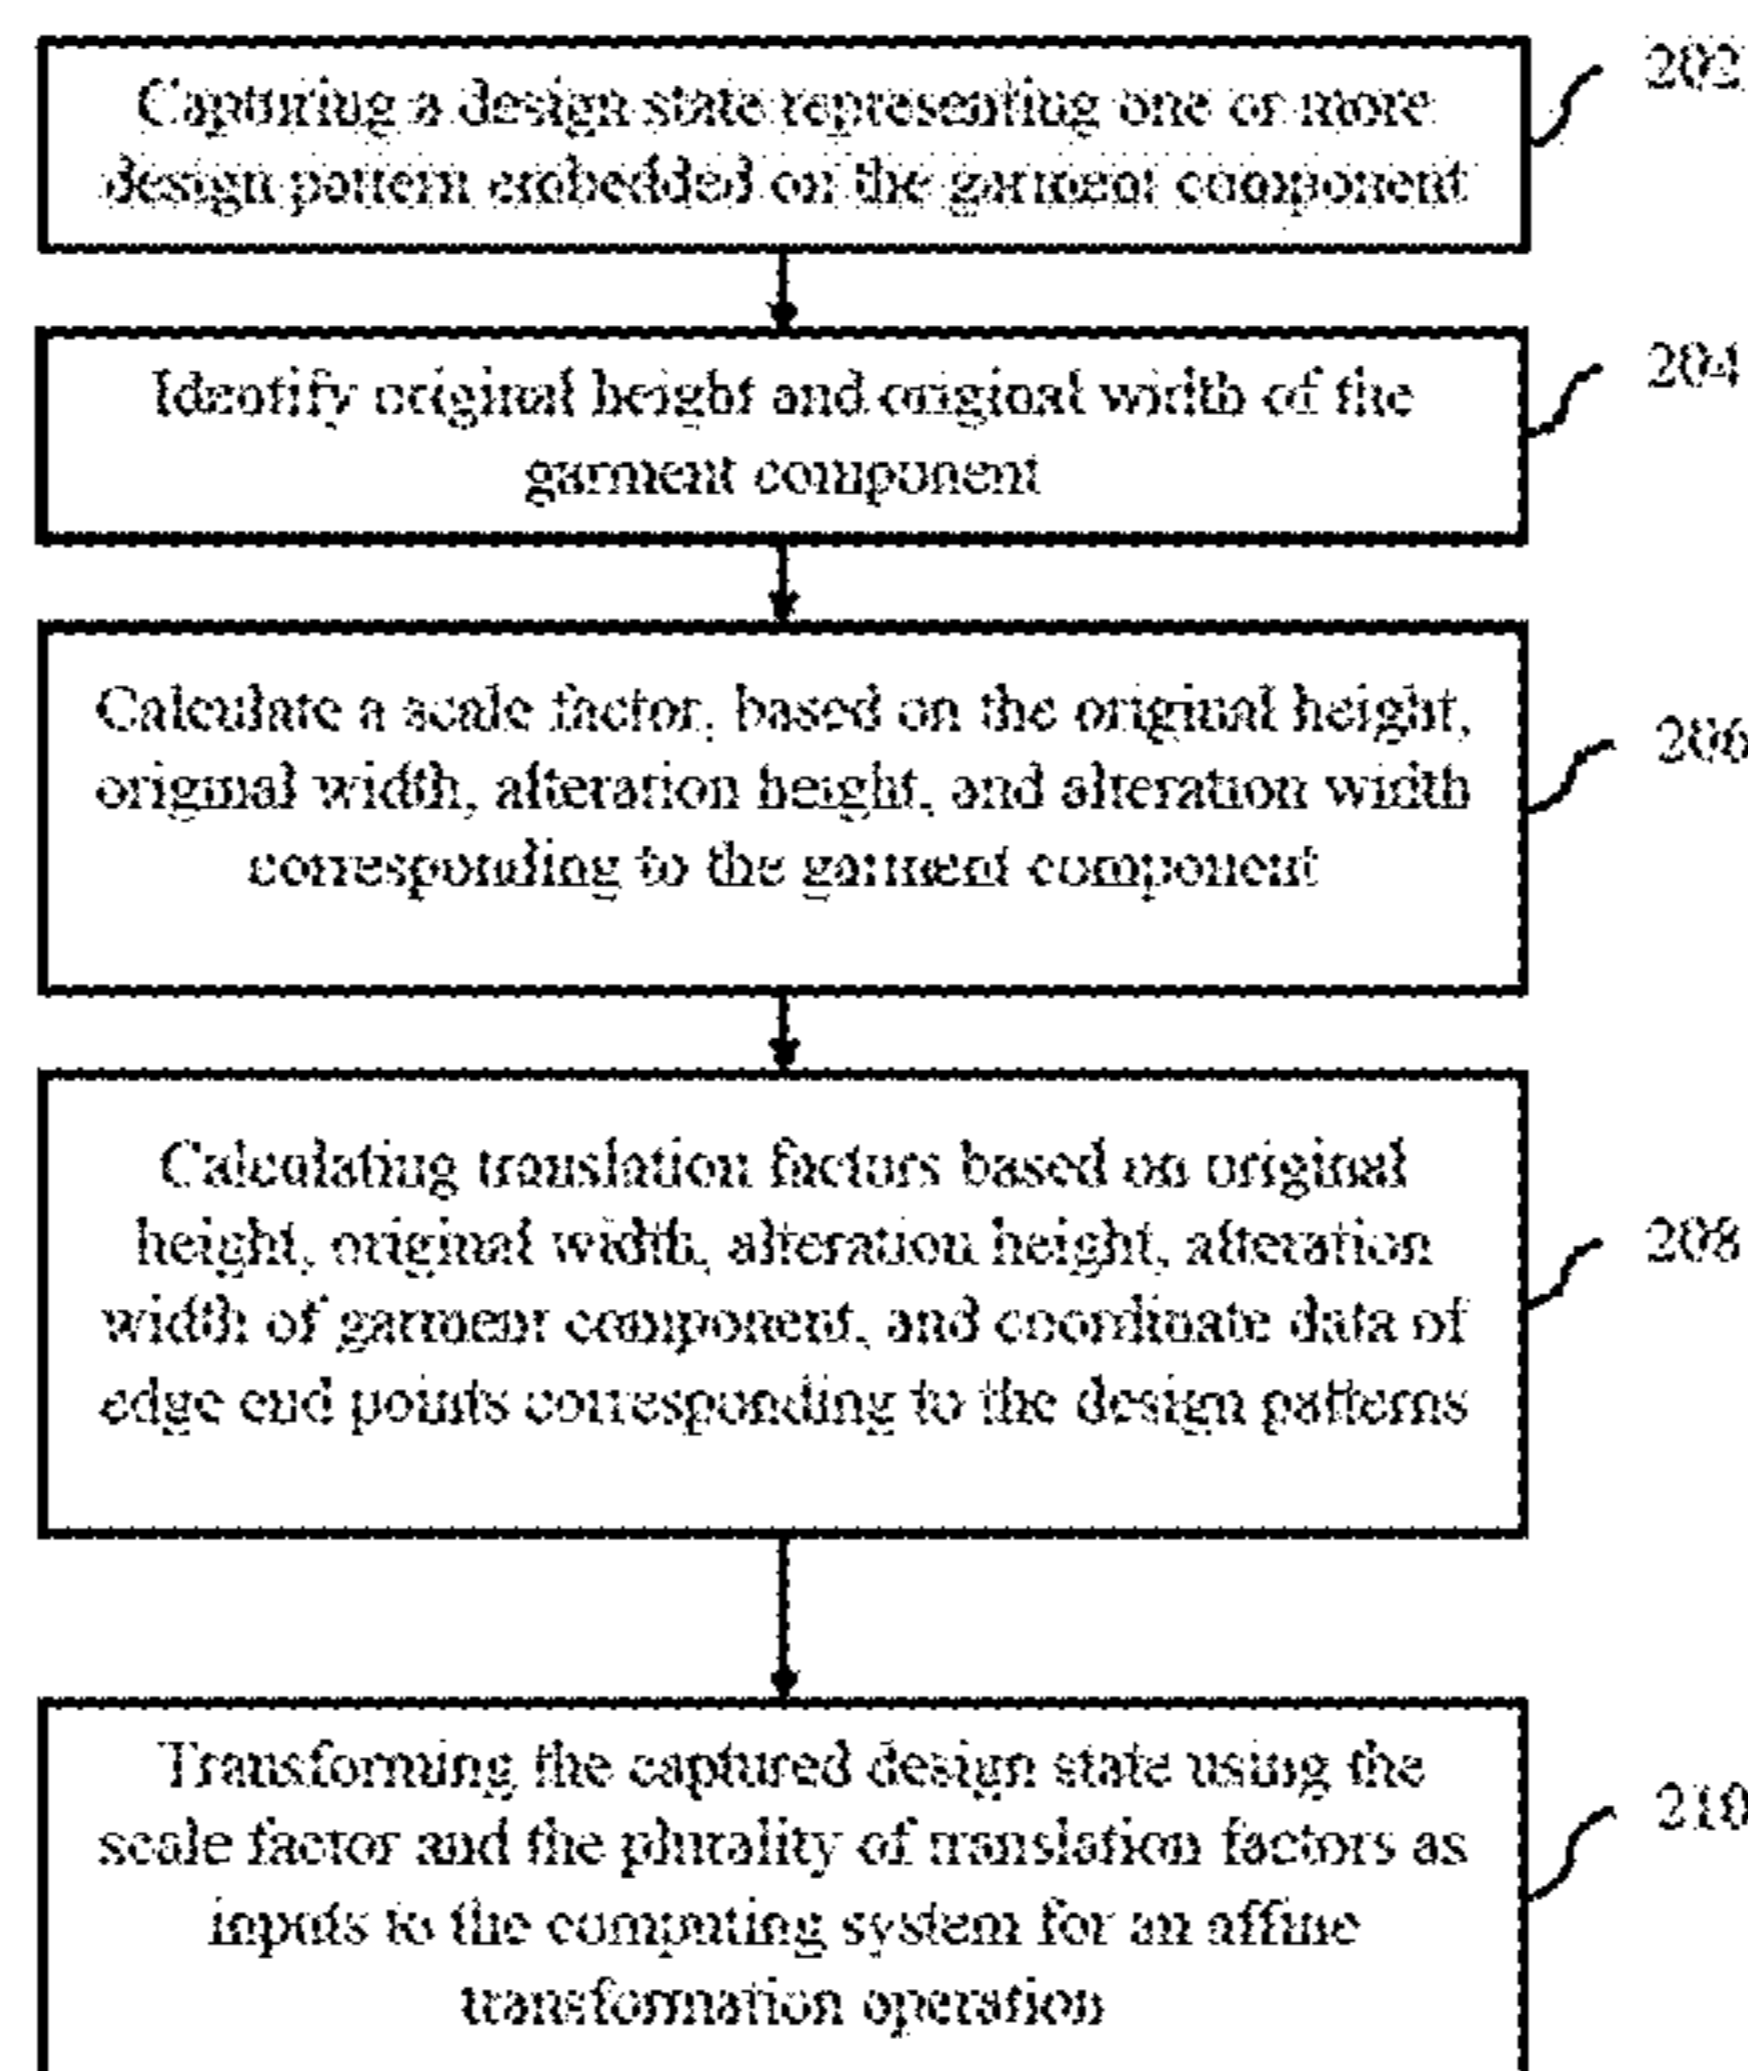 Capturing a design state representing one or more
design pattern embedded on the garment component
202
Identify original height and original width of the
garment component
204
Calculate a scale factor, based on the original height,
original width, alteration height, and alteration width
corresponding to the garment component
206
Calculating translation factors based on original
height, original width, alteration height, alteration
width of garment component, and coordinate data of
edge end points corresponding to the design patterns
208
Transforming the captured design state using the
scale factor and the plurality of translation factors as
inputs to the computing system for an affine
transformation operation
210